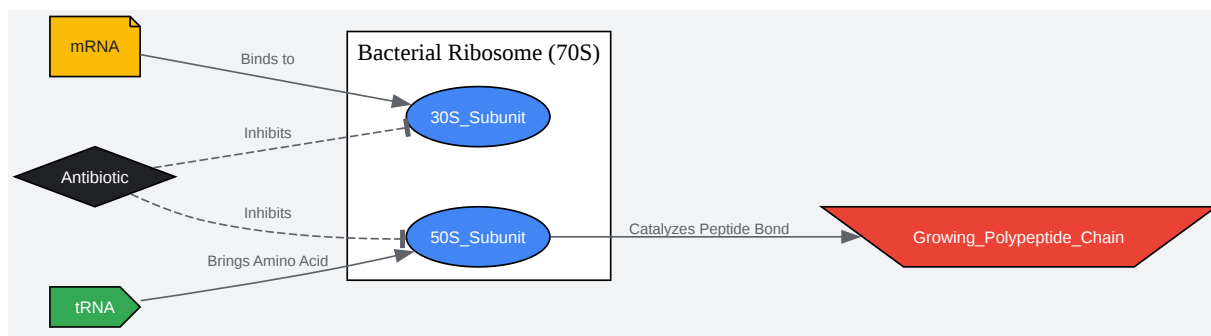 mRNA
Binds to
Bacterial Ribosome (70S)
30S_Subunit
Inhibits
Antibiotic
Inhibits
50S_Subunit
Catalyzes Peptide Bond
Growing_Polypeptide_Chain
Brings Amino Acid
tRNA